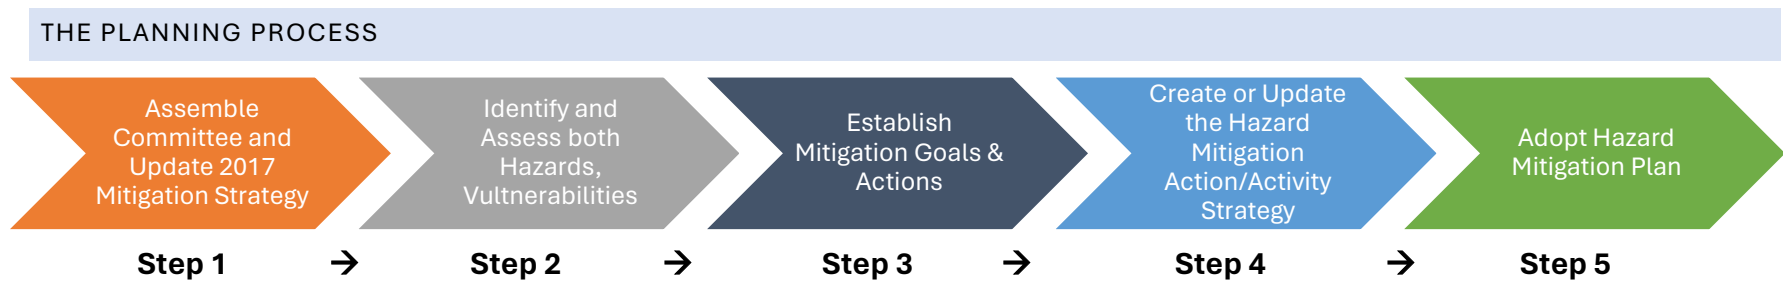 THE PLANNING PROCESS
Assemble
Committee and
Update 2017
Mitigation Strategy
Identify and
Assess both
Hazards,
Vultnerabilities
Establish
Mitigation Goals &
Actions
Create or Update
the Hazard
Mitigation
Action/Activity
Strategy
Adopt Hazard
Mitigation Plan
Step 1 → Step 2 → Step 3 → Step 4 → Step 5